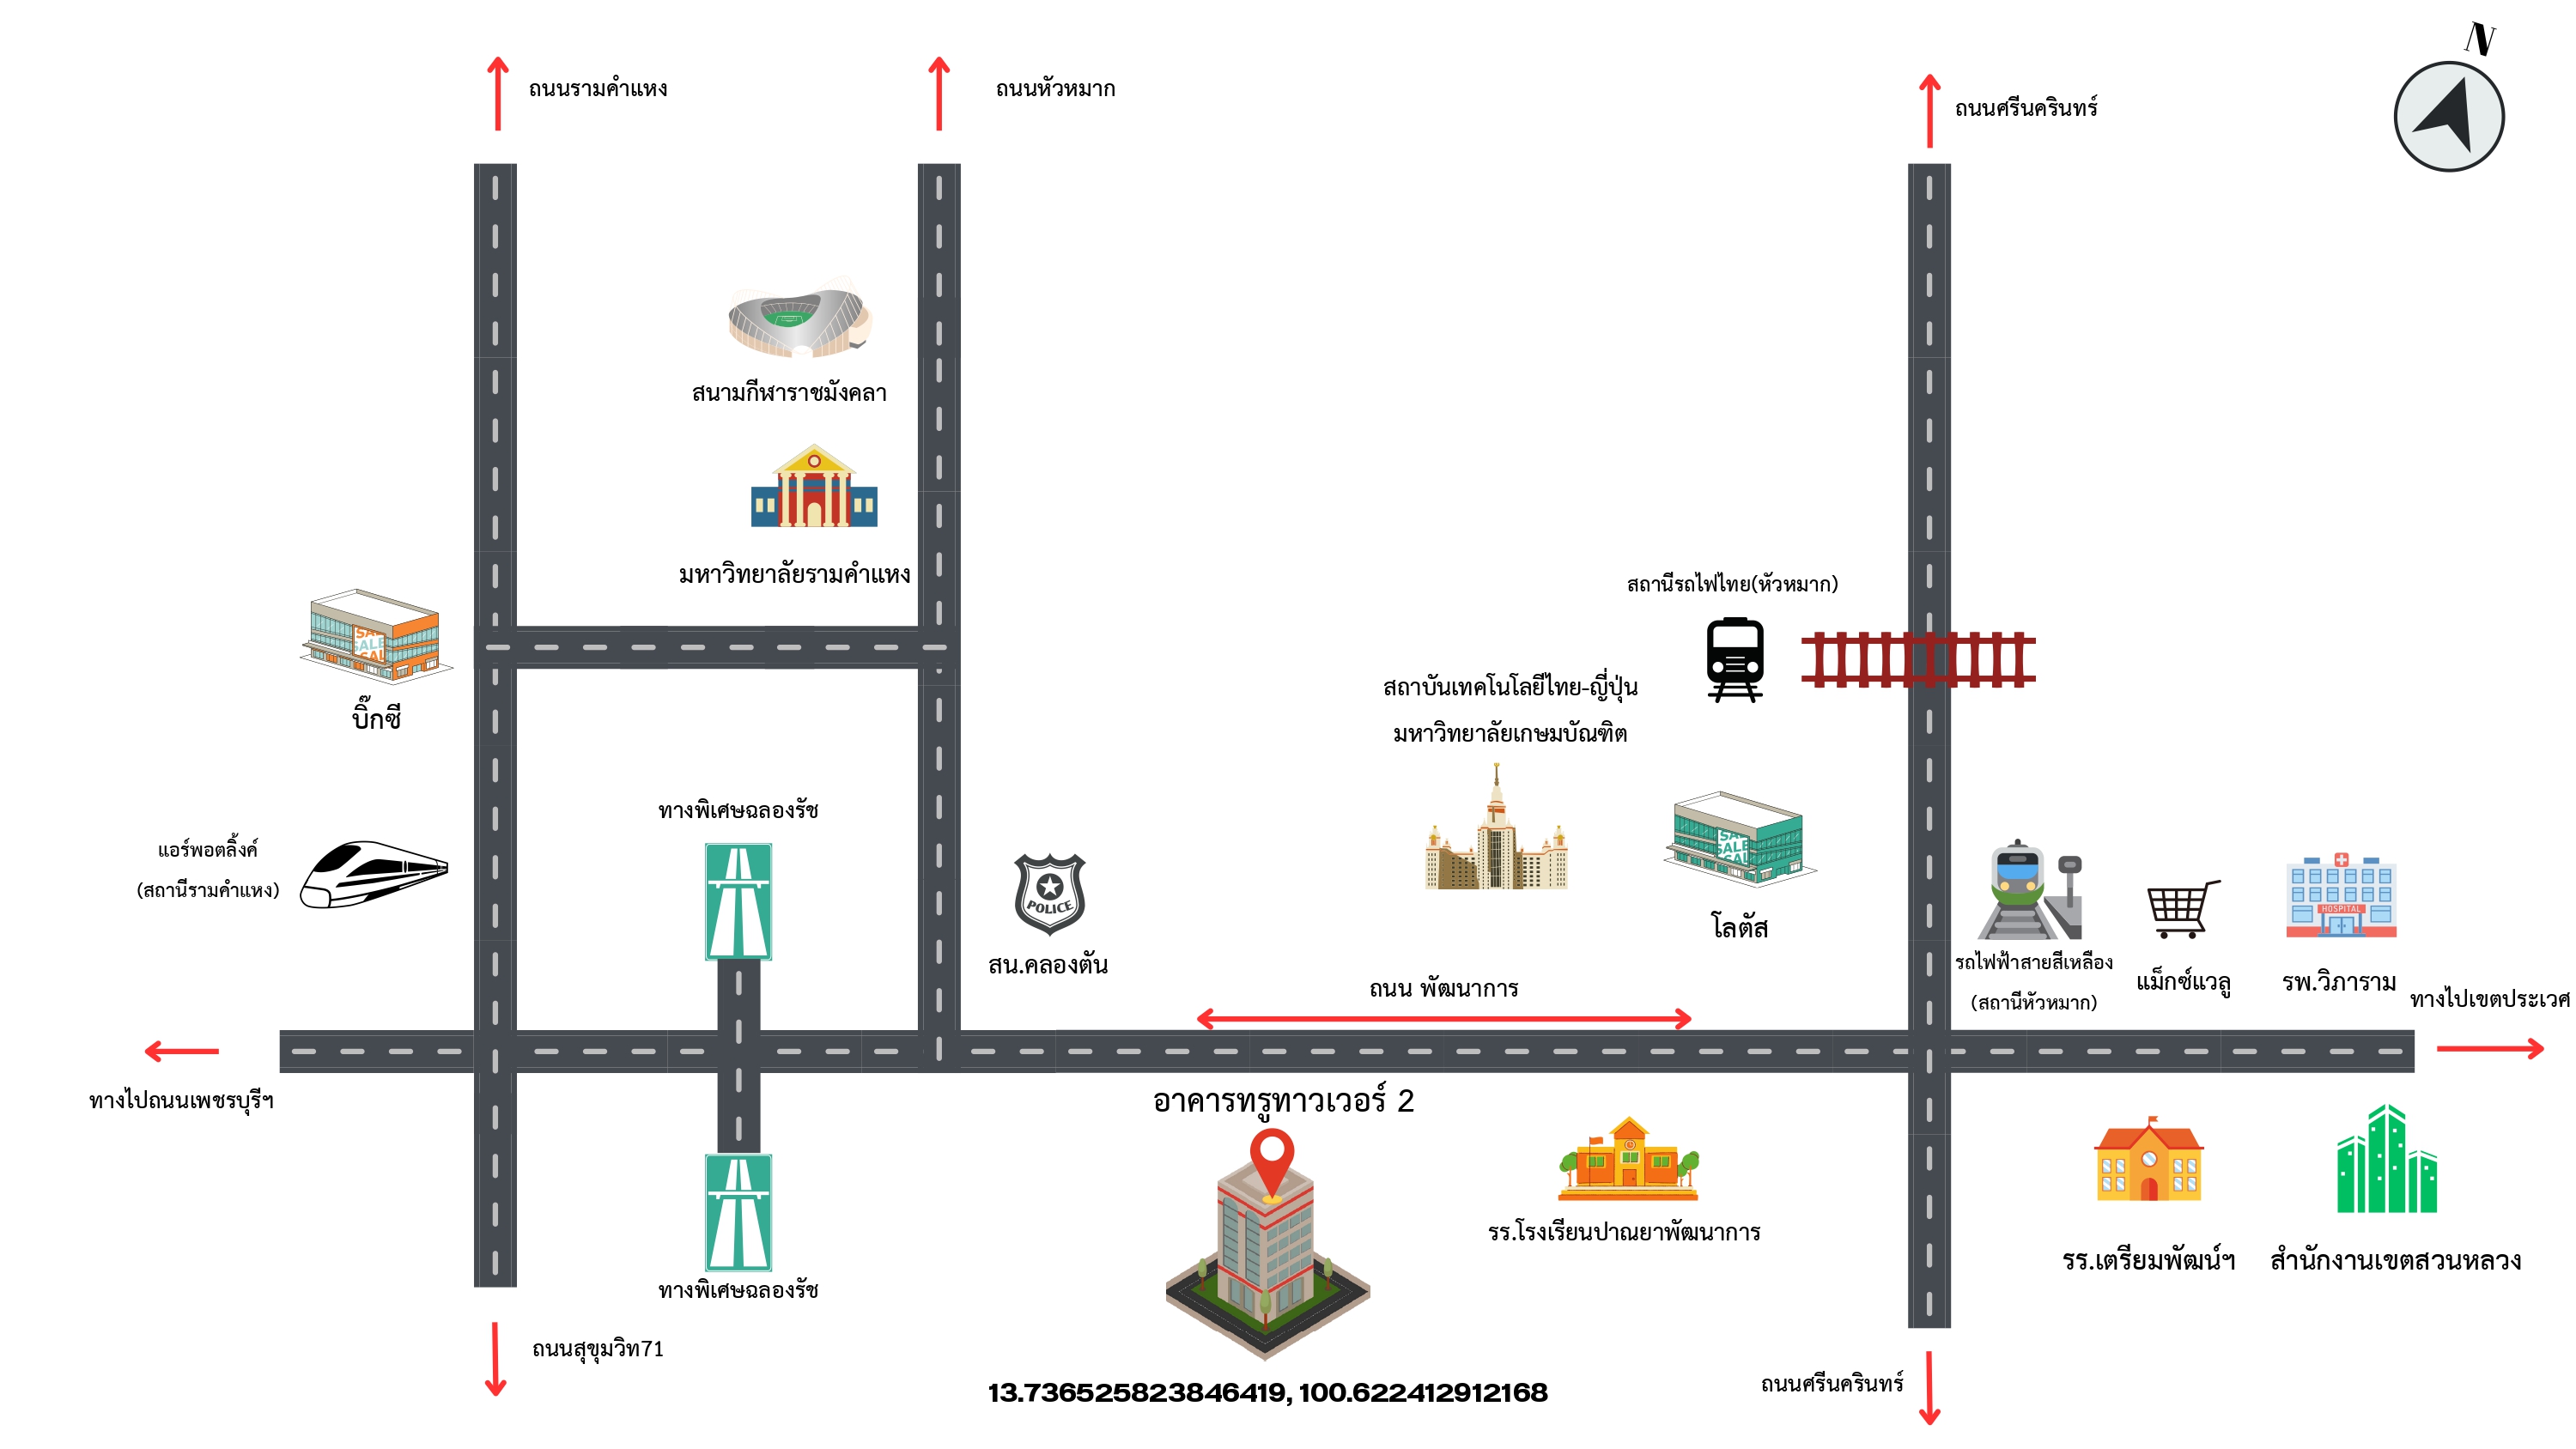 N
ถนนรามคำแหง
ถนนหัวหมาก
ถนนศรีนครินทร์
สนามกีฬาราชมังคลา
มหาวิทยาลัยรามคำแหง
สถานีรถไฟไทย(หัวหมาก)
SALE
SALE
บิ๊กซี
สถาบันเทคโนโลยีไทย-ญี่ปุ่น
มหาวิทยาลัยเกษมบัณฑิต
ทางพิเศษฉลองรัช
แอร์พอตลิ้งค์
(สถานีรามคำแหง)
POLICE
สน.คลองตัน
SALE
โลตัส
HOSPITAL
รถไฟฟ้าสายสีเหลือง
(สถานีหัวหมาก)
แม็กซ์แวลู
รพ.วิภาราม
ถนน พัฒนาการ
ทางไปเขตประเวศ
ทางไปถนนเพชรบุรีฯ
อาคารทรูทาวเวอร์ 2
รร.โรงเรียนปาณยาพัฒนาการ
รร.เตรียมพัฒน์ฯ
สำนักงานเขตสวนหลวง
ทางพิเศษฉลองรัช
ถนนสุขุมวิท71
ถนนศรีนครินทร์
13.736525823846419, 100.622412912168